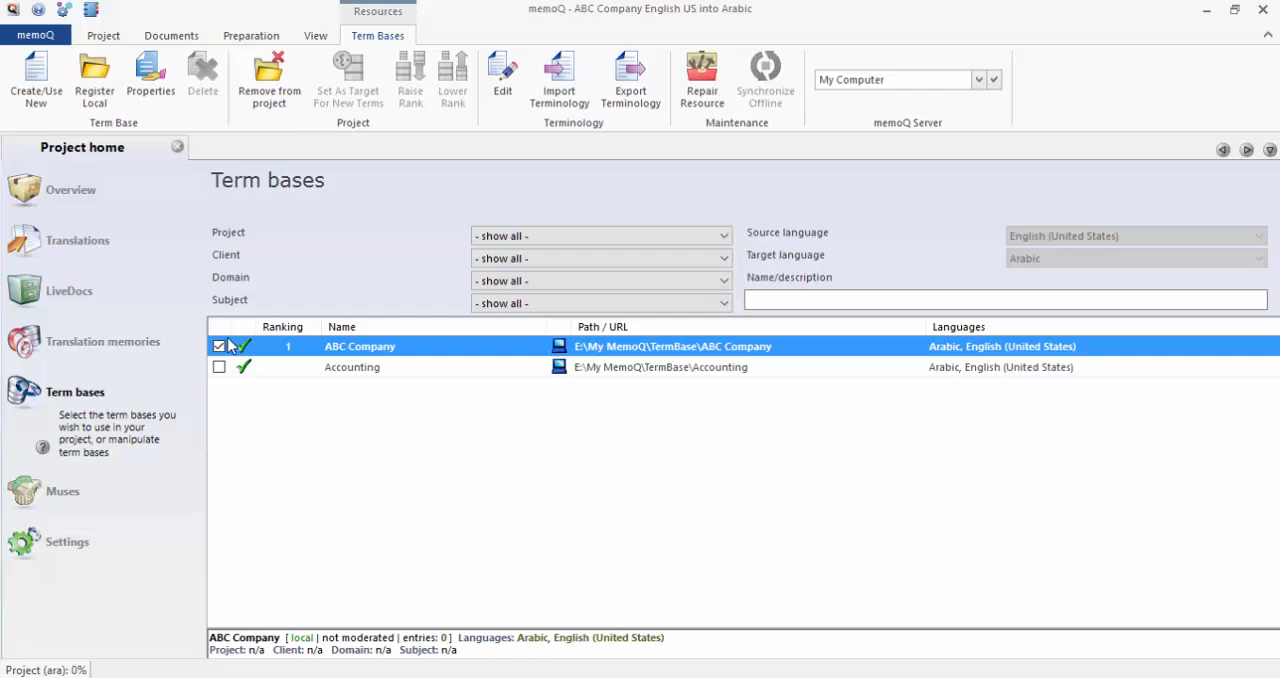 Resources
memoQ - ABC Company English US into Arabic
memoQ
Project
Documents
Preparation
View
Term Bases
Create/Use New
Register Local
Properties
Delete
Remove from project
Set As Target For New Terms
Raise Rank
Lower Rank
Edit
Import Terminology
Export Terminology
Repair Resource
Synchronize Offline
My Computer
Term Base
Project
Terminology
Maintenance
memoQ Server
Project home
Overview
Translations
LiveDocs
Translation memories
Term bases
Select the term bases you
wish to use in your
project, or manipulate
term bases
Muses
Settings
Term bases
Project
- show all -
Source language
English (United States)
Client
- show all -
Target language
Arabic
Domain
- show all -
Name/description
Subject
- show all -
Ranking Name Path / URL Languages
1 ABC Company E:\My MemoQ\TermBase\ABC Company Arabic, English (United States)
Accounting E:\My MemoQ\TermBase\Accounting Arabic, English (United States)
ABC Company [ local | not moderated | entries: 0 ] Languages: Arabic, English (United States)
Project: n/a Client: n/a Domain: n/a Subject: n/a
Project (ara): 0%